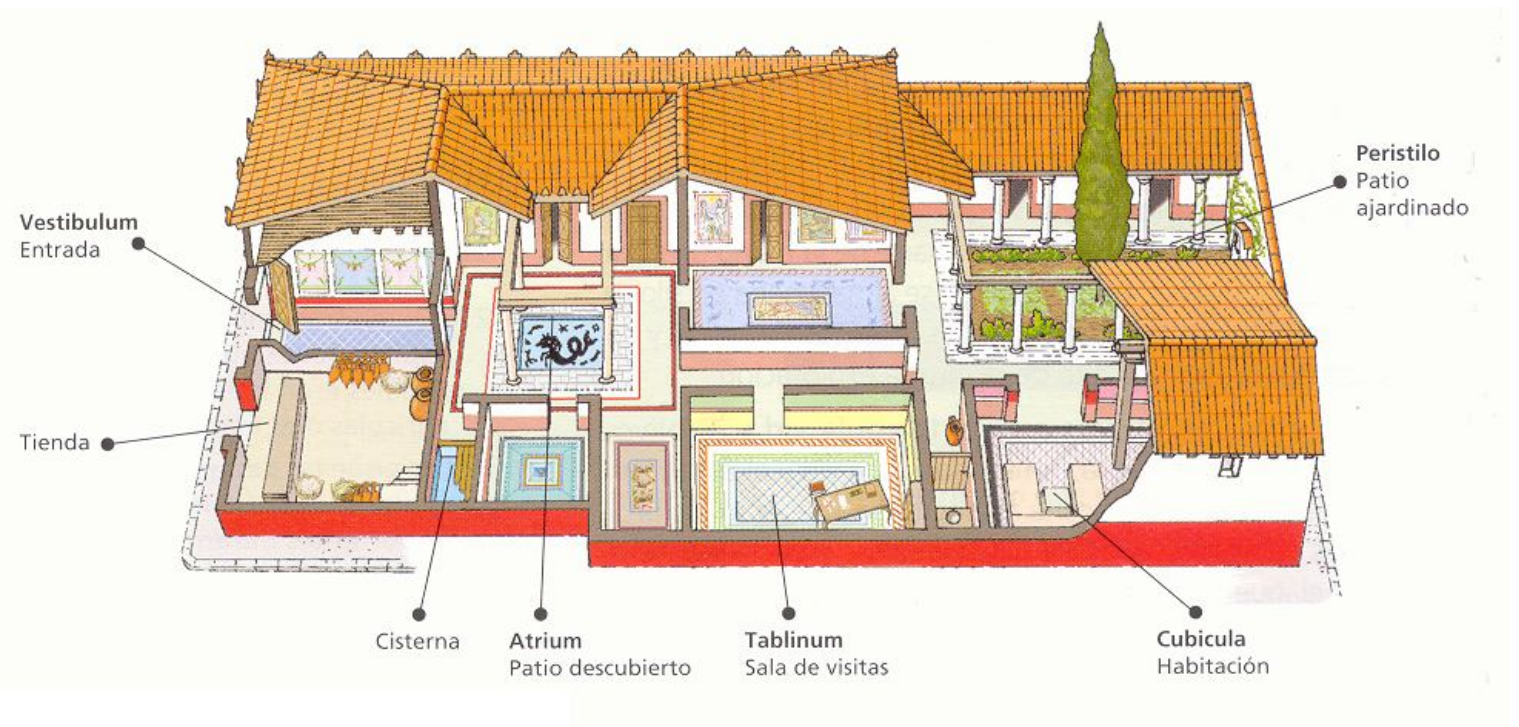 Peristilo
Patio
ajardinado
Vestibulum
Entrada
Tienda
Cisterna
Atrium
Patio descubierto
Tablinum
Sala de visitas
Cubicula
Habitación